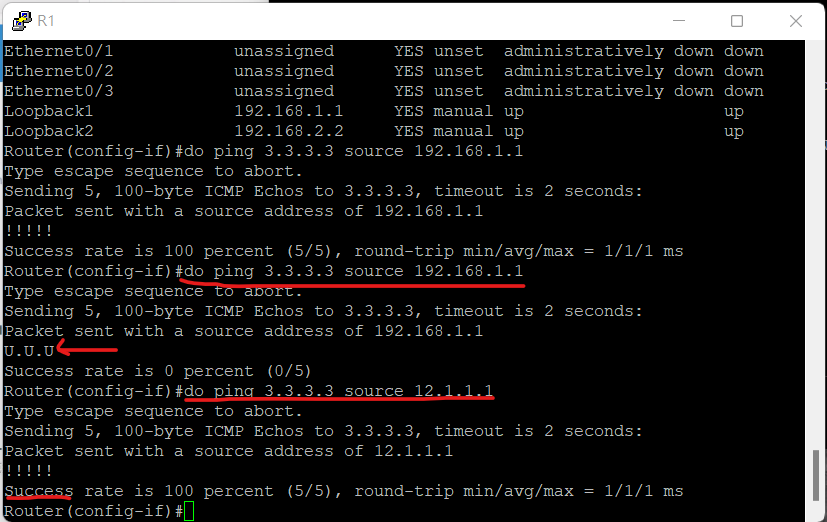 R1
Ethernet0/1 unassigned YES unset administratively down down
Ethernet0/2 unassigned YES unset administratively down down
Ethernet0/3 unassigned YES unset administratively down down
Loopback1 192.168.1.1 YES manual up up
Loopback2 192.168.2.2 YES manual up up
Router(config-if)#do ping 3.3.3.3 source 192.168.1.1
Type escape sequence to abort.
Sending 5, 100-byte ICMP Echos to 3.3.3.3, timeout is 2 seconds:
Packet sent with a source address of 192.168.1.1
!!!!!
Success rate is 100 percent (5/5), round-trip min/avg/max = 1/1/1 ms
Router(config-if)#do ping 3.3.3.3 source 192.168.1.1
Type escape sequence to abort.
Sending 5, 100-byte ICMP Echos to 3.3.3.3, timeout is 2 seconds:
Packet sent with a source address of 192.168.1.1
U.U.U
Success rate is 0 percent (0/5)
Router(config-if)#do ping 3.3.3.3 source 12.1.1.1
Type escape sequence to abort.
Sending 5, 100-byte ICMP Echos to 3.3.3.3, timeout is 2 seconds:
Packet sent with a source address of 12.1.1.1
!!!!!
Success rate is 100 percent (5/5), round-trip min/avg/max = 1/1/1 ms
Router(config-if)#